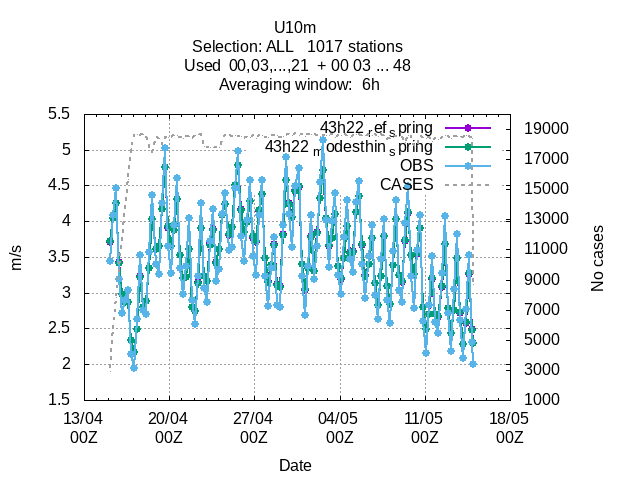 U10m
Selection: ALL 1017 stations
Used 00,03,...,21 + 00 03 ... 48
Averaging window: 6h
43h22_ref_spring
43h22_modesthin_spring
OBS
CASES
5.5
5
4.5
4
3.5
3
2.5
2
1.5
m/s
19000
17000
15000
13000
11000
9000
7000
5000
3000
1000
No cases
13/04 20/04 27/04 04/05 11/05 18/05
00Z 00Z 00Z 00Z 00Z 00Z
Date